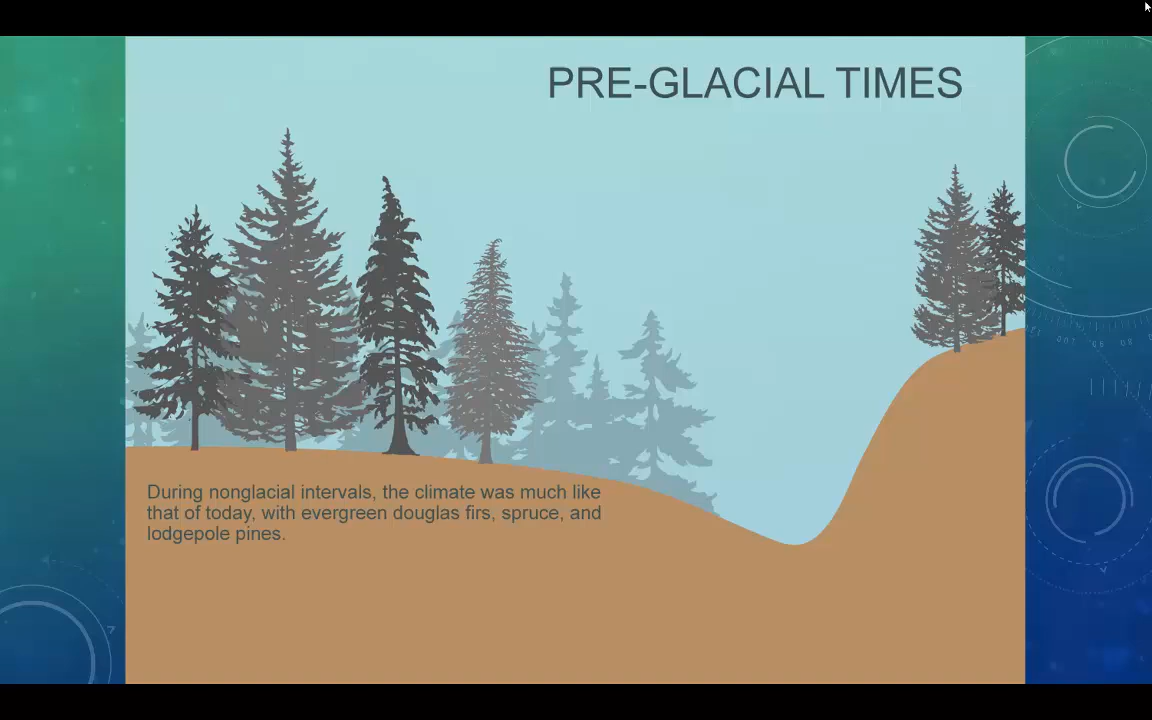 PRE-GLACIAL TIMES
During nonglacial intervals, the climate was much like
that of today, with evergreen douglas firs, spruce, and
lodgepole pines.